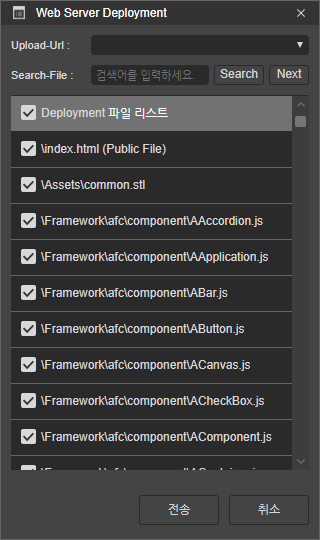 Web Server Deployment
Upload-Url :
Search-File : 검색어를 입력하세요. Search Next
Deployment 파일 리스트
\index.html (Public File)
\Assets\common.stl
\Framework\afc\component\AAccordion.js
\Framework\afc\component\AApplication.js
\Framework\afc\component\ABar.js
\Framework\afc\component\AButton.js
\Framework\afc\component\ACanvas.js
\Framework\afc\component\ACheckBox.js
\Framework\afc\component\AComponent.js
전송 취소